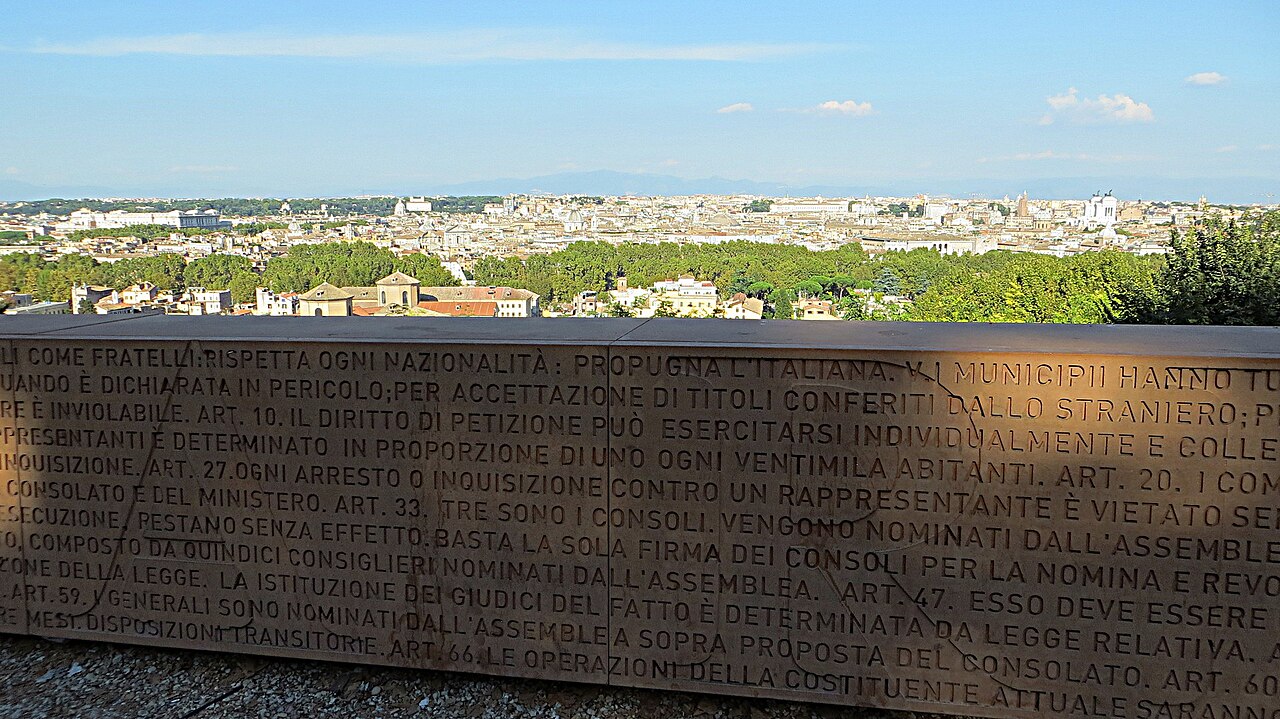 LI COME FRATELLI: RISPETTA OGNI NAZIONALITÀ: PROPUGNA L'ITALIANA. V. I MUNICIPII HANNO TU
UANDO È DICHIARATA IN PERICOLO; PER ACCETTAZIONE DI TITOLI CONFERITI DALLO STRANIERO; P
RE È INVIOLABILE. ART. 10. IL DIRITTO DI PETIZIONE PUÒ ESERCITARSI INDIVIDUALMENTE E COLLE
PPRESENTANTI È DETERMINATO IN PROPORZIONE DI UNO OGNI VENTIMILA ABITANTI. ART. 20. I COM
INQUISIZIONE. ART. 27. OGNI ARRESTO O INQUISIZIONE CONTRO UN RAPPRESENTANTE È VIETATO SE
CONSOLATO E DEL MINISTERO. ART. 33. TRE SONO I CONSOLI. VENGONO NOMINATI DALL'ASSEMBLE
ESECUZIONE, RESTANO SENZA EFFETTO. BASTA LA SOLA FIRMA DEI CONSOLI PER LA NOMINA E REVO
TO, COMPOSTO DA QUINDICI CONSIGLIERI NOMINATI DALL'ASSEMBLEA. ART. 47. ESSO DEVE ESSERE
IONE DELLA LEGGE. LA ISTITUZIONE DEI GIUDICI DEL FATTO È DETERMINATA DA LEGGE RELATIVA. A
. ART. 59. I GENERALI SONO NOMINATI DALL'ASSEMBLEA SOPRA PROPOSTA DEL CONSOLATO. ART. 60
RE MESI. DISPOSIZIONI TRANSITORIE. ART. 66. LE OPERAZIONI DELLA COSTITUENTE ATTUALE SARANNO